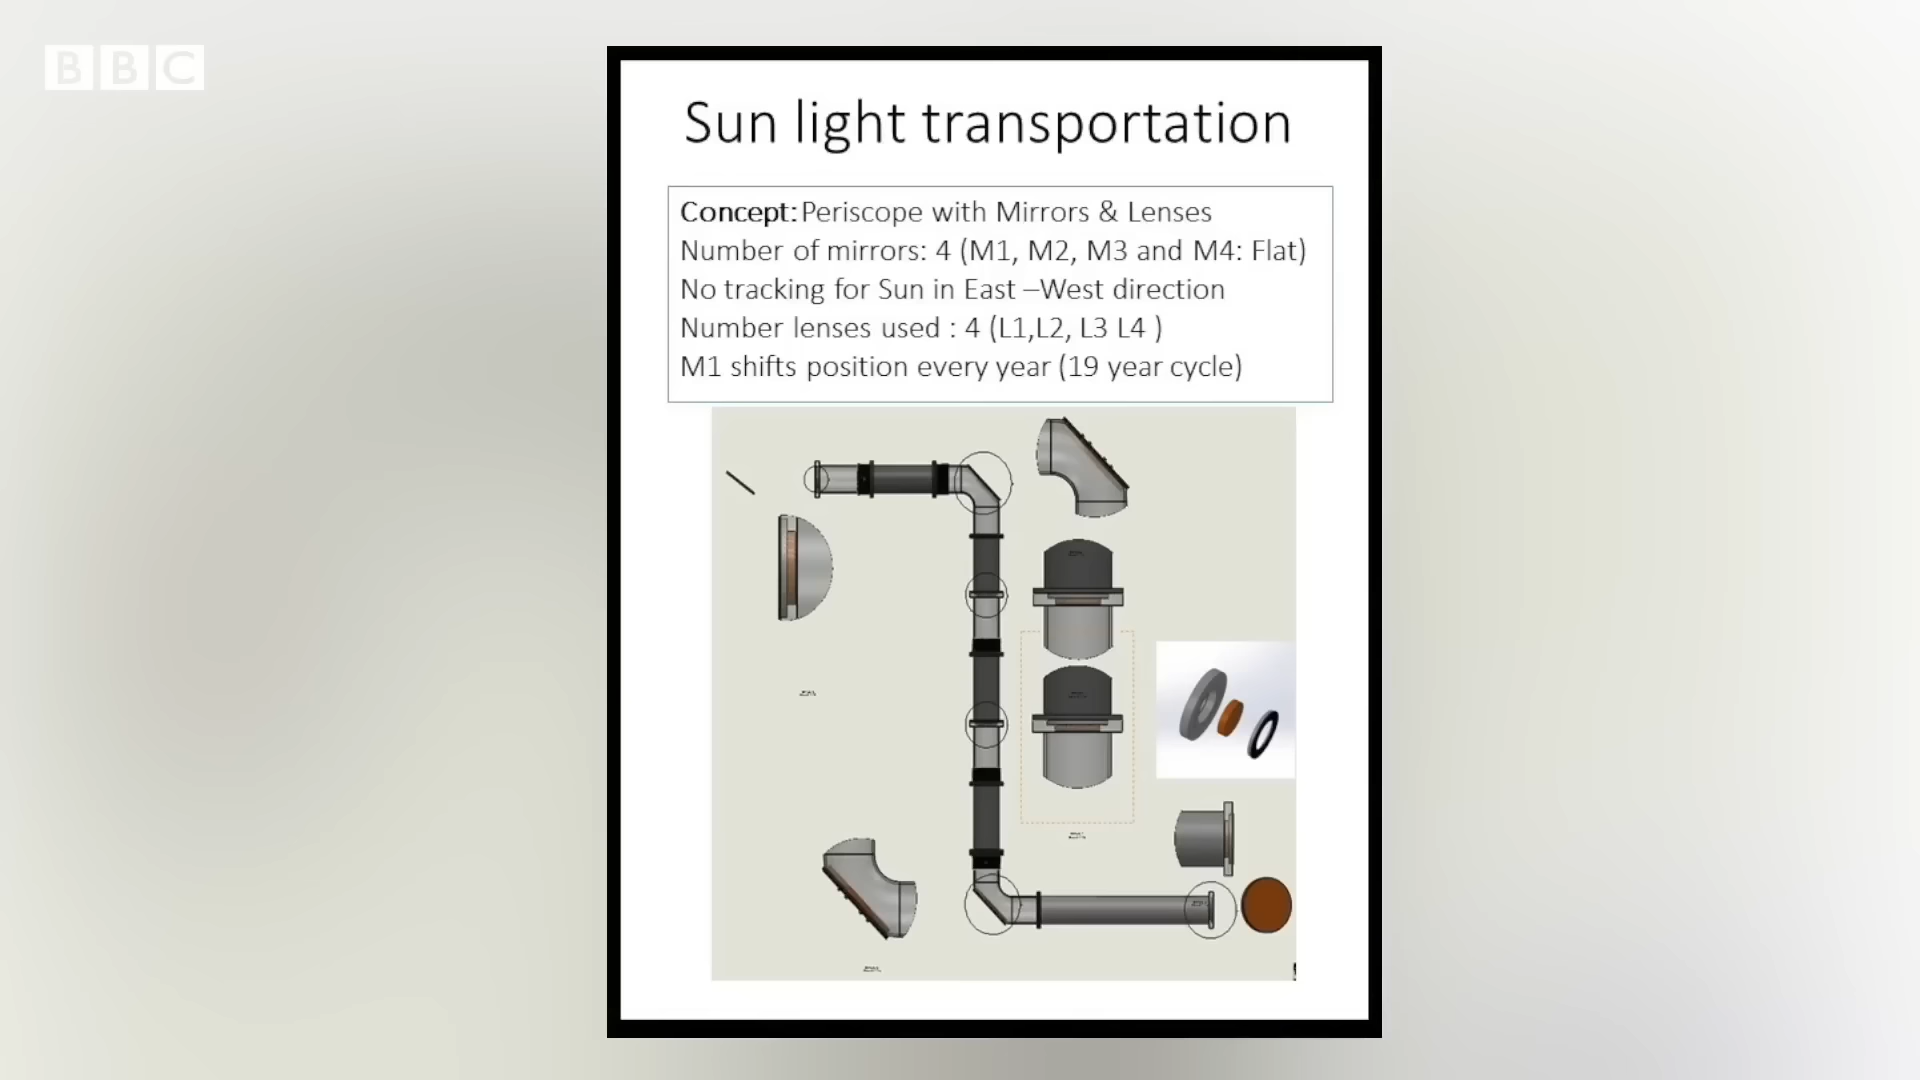 BBC
Sun light transportation
Concept: Periscope with Mirrors & Lenses
Number of mirrors: 4 (M1, M2, M3 and M4: Flat)
No tracking for Sun in East –West direction
Number lenses used : 4 (L1,L2, L3 L4 )
M1 shifts position every year (19 year cycle)